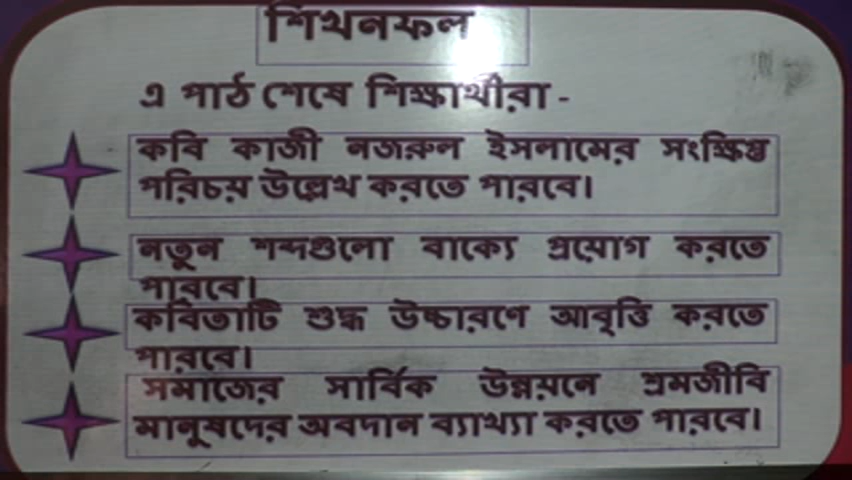 শিখনফল
এ পাঠ শেষে শিক্ষার্থীরা -
কবি কাজী নজরুল ইসলামের সংক্ষিপ্ত
পরিচয় উল্লেখ করতে পারবে।
নতুন শব্দগুলো বাক্যে প্রয়োগ করতে
পারবে।
কবিতাটি শুদ্ধ উচ্চারণে আবৃত্তি করতে
পারবে।
সমাজের সার্বিক উন্নয়নে শ্রমজীবি
মানুষদের অবদান ব্যাখ্যা করতে পারবে।